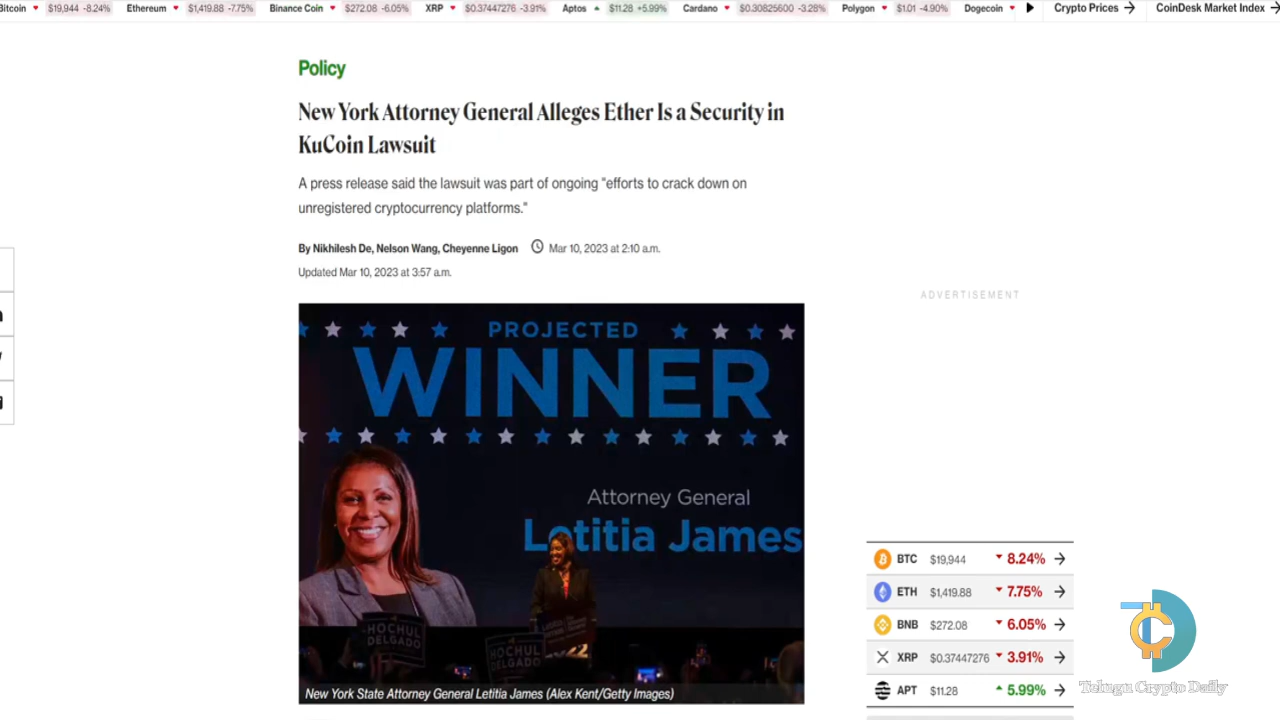 Bitcoin $19,944 -8.24% Ethereum $1,419.88 -7.75% Binance Coin $272.08 -6.05% XRP $0.37447276 -3.91% Aptos $11.28 +5.99% Cardano $0.30825600 -3.28% Polygon $1.01 -4.90% Dogecoin Crypto Prices CoinDesk Market Index
Policy
New York Attorney General Alleges Ether Is a Security in
KuCoin Lawsuit
A press release said the lawsuit was part of ongoing "efforts to crack down on
unregistered cryptocurrency platforms."
By Nikhilesh De, Nelson Wang, Cheyenne Ligon Mar 10, 2023 at 2:10 a.m.
Updated Mar 10, 2023 at 3:57 a.m.
ADVERTISEMENT
PROJECTED
WINNER
Attorney General
Letitia James
HOCHUL
DELGADO
HOCHUL
DELGADO
New York State Attorney General Letitia James (Alex Kent/Getty Images)
BTC $19,944 8.24%
ETH $1,419.88 7.75%
BNB $272.08 6.05%
XRP $0.37447276 3.91%
APT $11.28 5.99%
Telugu Crypto Daily